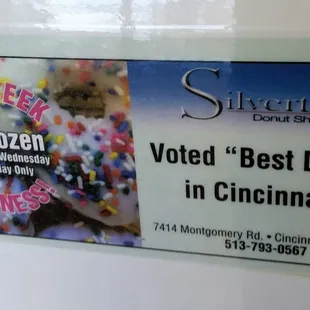 EEK
ozen
Wednesday
ay Only
NESS
Silvert
Donut Sh
Voted “Best D
in Cincinna
7414 Montgomery Rd. • Cincin
513-793-0567